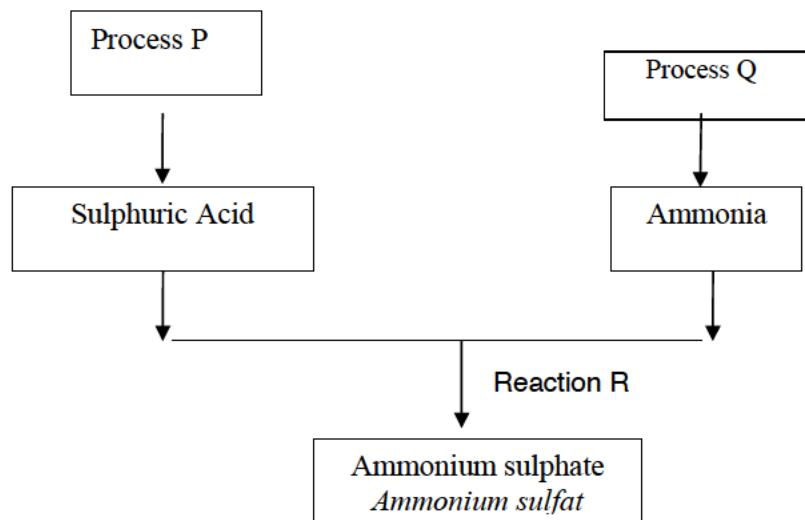 Process P
Process Q
Sulphuric Acid
Ammonia
Reaction R
Ammonium sulphate
Ammonium sulfat